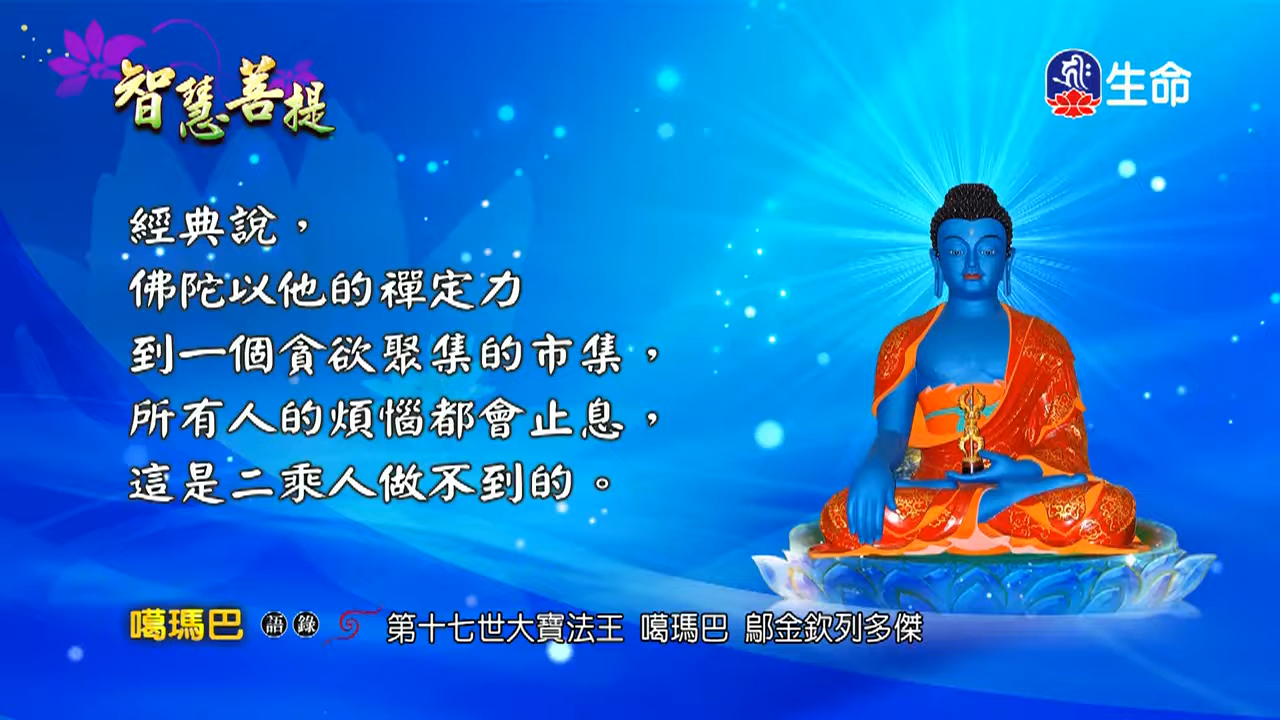 智慧菩提
生命
經典說，
佛陀以他的禪定力
到一個貪欲聚集的市集，
所有人的煩惱都會止息，
這是二乘人做不到的。
噶瑪巴 語錄 第十七世大寶法王 噶瑪巴 鄔金欽列多傑